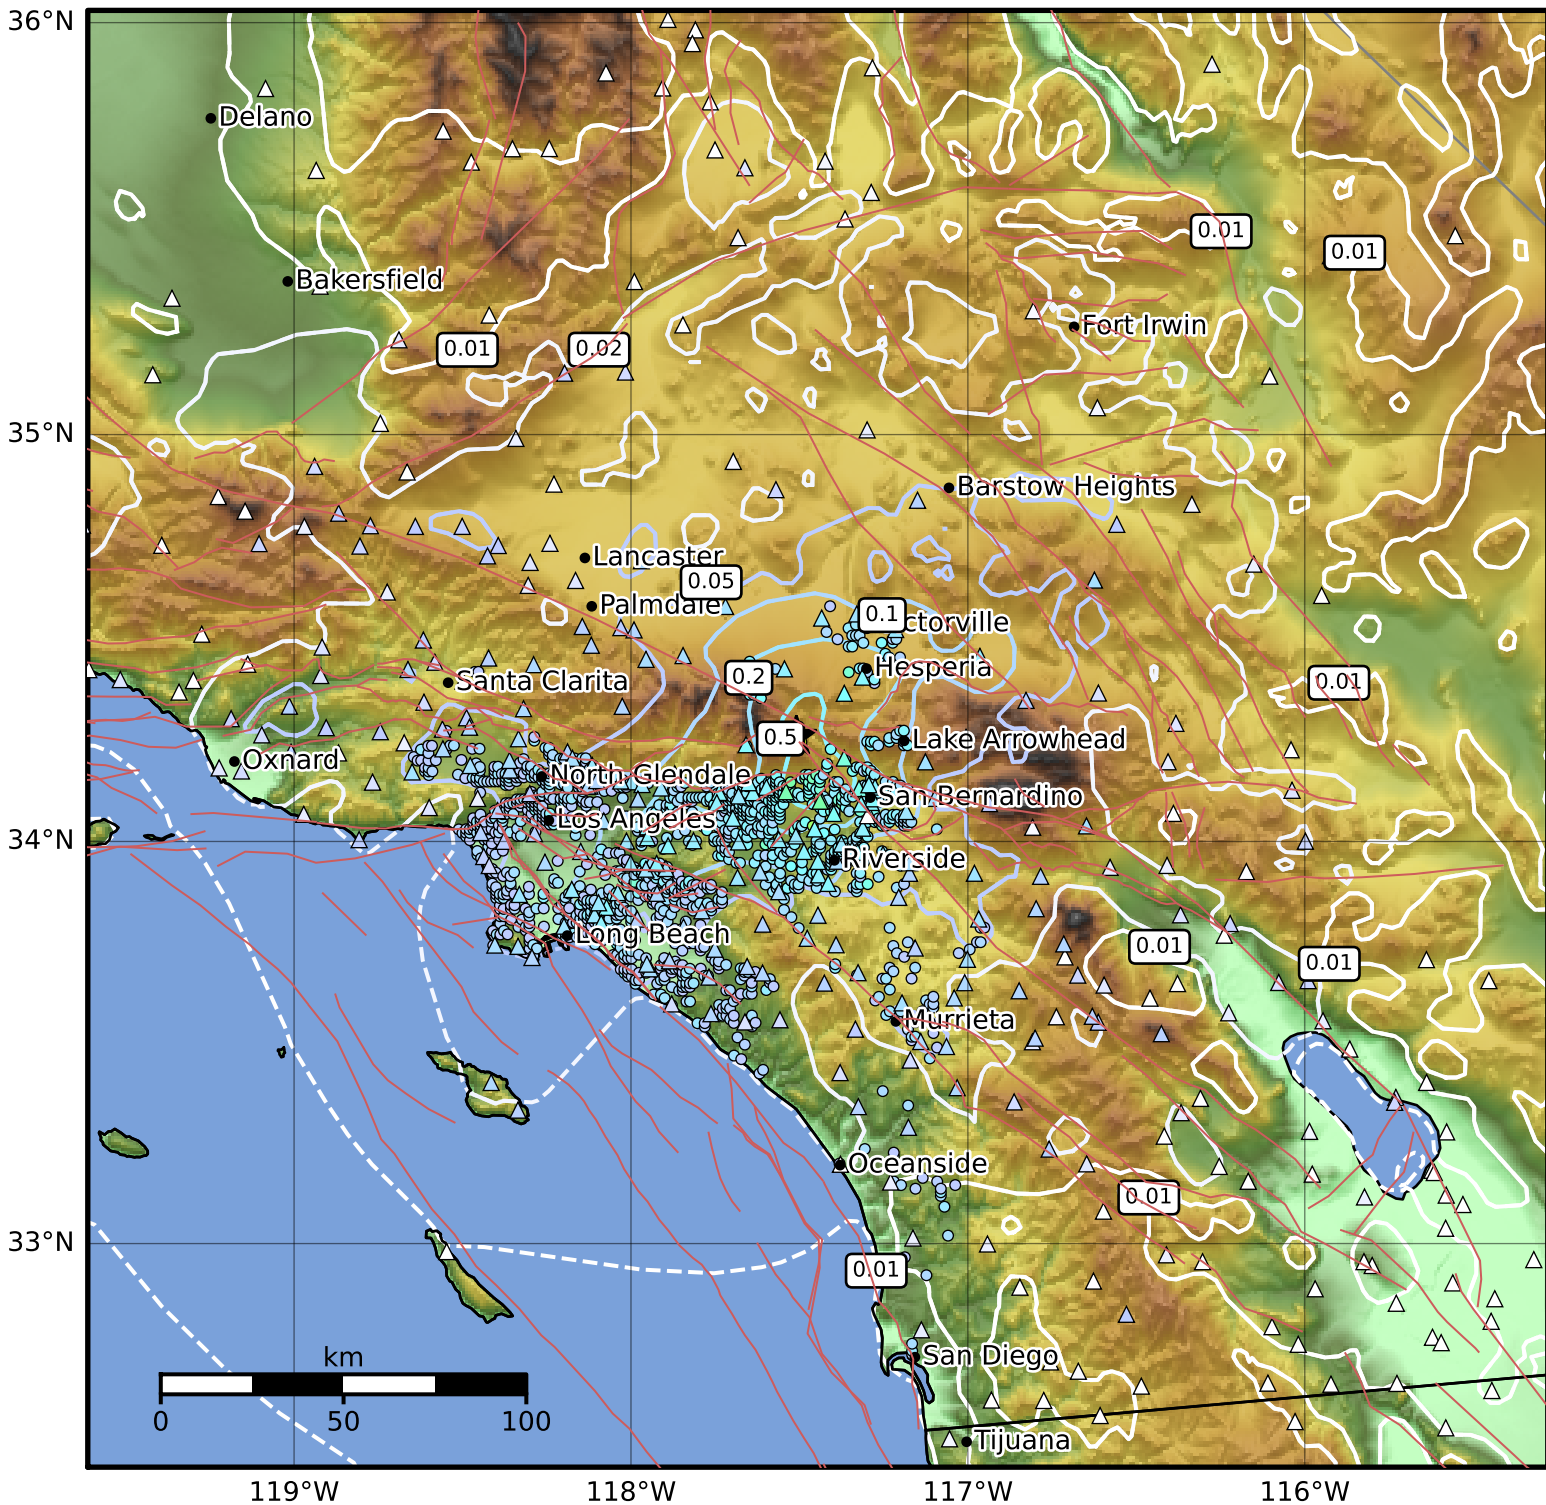 36°N
Delano
0.01
0.01
Bakersfield
Fort Irwin
0.01
0.02
35°N
Barstow Heights
Lancaster
0.05
Palmdale
0.1
ctorville
Hesperia
0.2
Santa Clarita
0.01
0.5
Lake Arrowhead
Oxnard
North Glendale
San Bernardino
Los Angeles
34°N
Riverside
Long Beach
0.01
0.01
Murrieta
Oceanside
0.01
33°N
0.01
San Diego
km
0 50 100
Tijuana
119°W 118°W 117°W 116°W